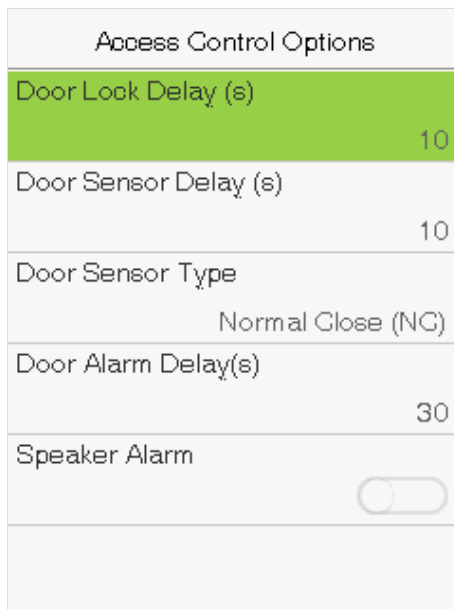 Access Control Options
Door Lock Delay (s)
10
Door Sensor Delay (s)
10
Door Sensor Type
Normal Close (NC)
Door Alarm Delay(s)
30
Speaker Alarm